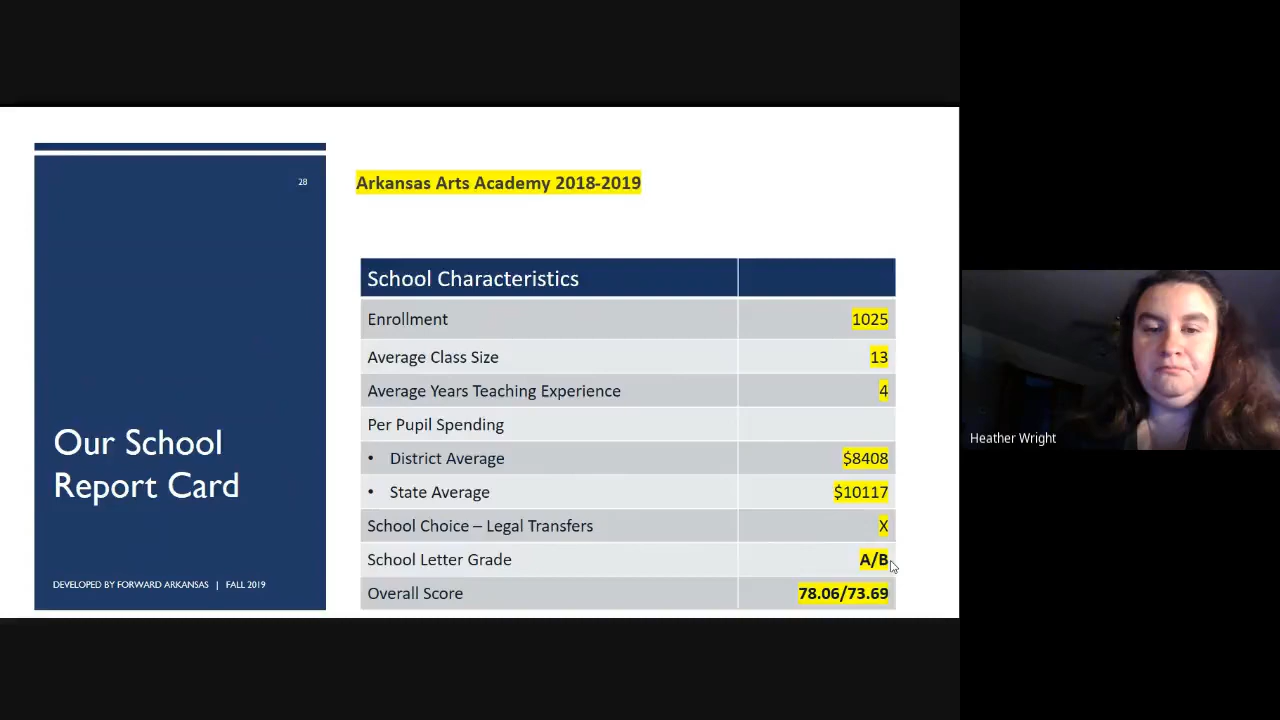 28
Arkansas Arts Academy 2018-2019
School Characteristics
Enrollment 1025
Average Class Size 13
Average Years Teaching Experience 4
Per Pupil Spending
• District Average $8408
• State Average $10117
School Choice – Legal Transfers X
School Letter Grade A/B
Overall Score 78.06/73.69
Our School
Report Card
DEVELOPED BY FORWARD ARKANSAS | FALL 2019
Heather Wright